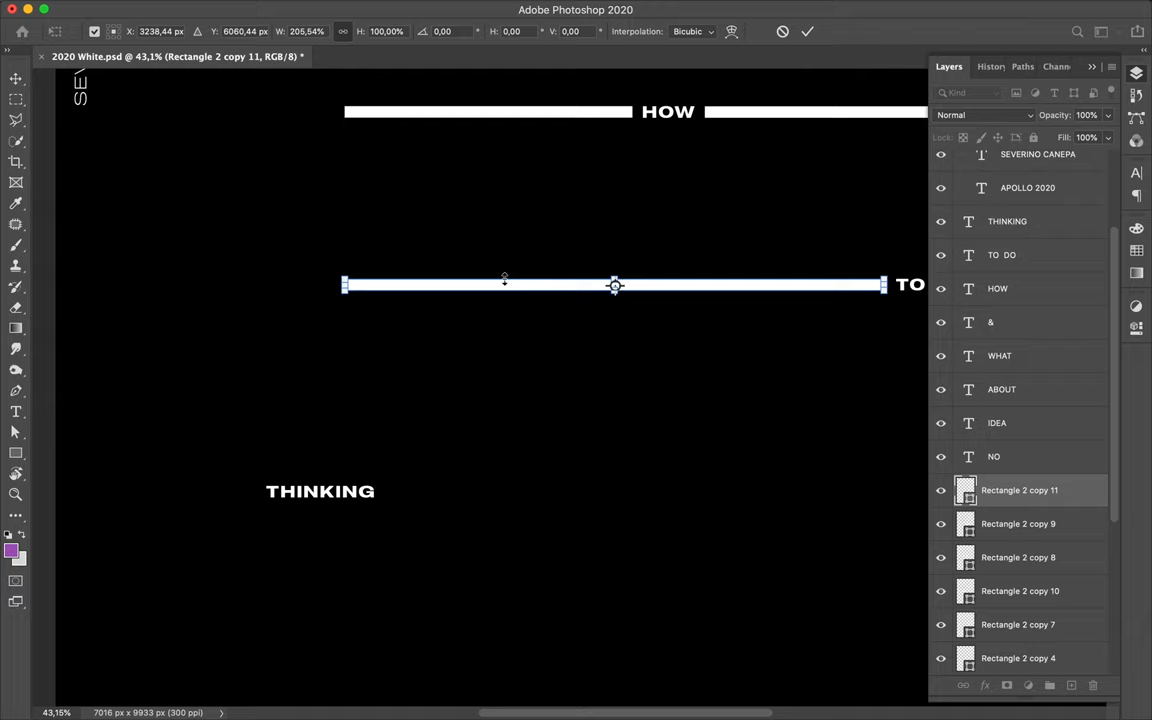 Adobe Photoshop 2020
X: 3238,44 px Y: 6060,44 px W: 205,54% H: 100,00% 0,00 ° H: 0,00 ° V: 0,00 ° Interpolation: Bicubic
2020 White.psd @ 43,1% (Rectangle 2 copy 11, RGB/8) *
Layers History Paths Chann
Kind
Normal Opacity: 100%
Lock: Fill: 100%
SEV
HOW
TO
THINKING
SEVERINO CANEPA
APOLLO 2020
THINKING
TO DO
HOW
&
WHAT
ABOUT
IDEA
NO
Rectangle 2 copy 11
Rectangle 2 copy 9
Rectangle 2 copy 8
Rectangle 2 copy 10
Rectangle 2 copy 7
Rectangle 2 copy 4
43,15% 7016 px x 9933 px (300 ppi)